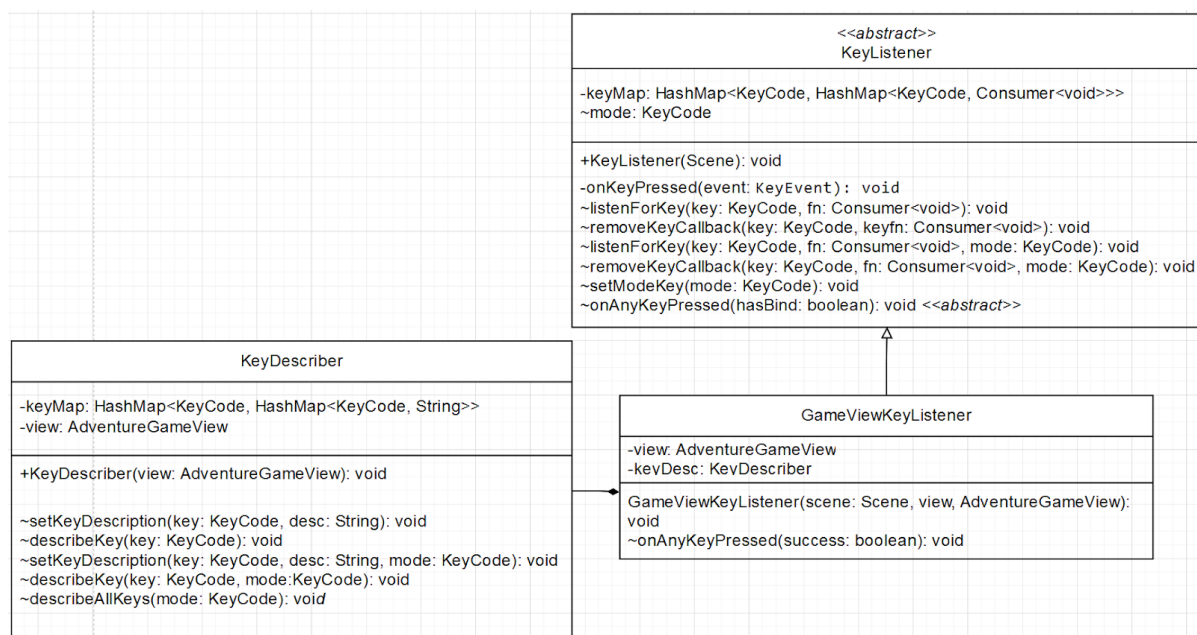 <<abstract>>
KeyListener
-keyMap: HashMap<KeyCode, HashMap<KeyCode, Consumer<void>>>
~mode: KeyCode
+KeyListener(Scene): void
-onKeyPressed(event: KeyEvent): void
~listenForKey(key: KeyCode, fn: Consumer<void>): void
~removeKeyCallback(key: KeyCode, keyfn: Consumer<void>): void
~listenForKey(key: KeyCode, fn: Consumer<void>, mode: KeyCode): void
~removeKeyCallback(key: KeyCode, fn: Consumer<void>, mode: KeyCode): void
~setModeKey(mode: KeyCode): void
~onAnyKeyPressed(hasBind: boolean): void <<abstract>>
KeyDescriber
-keyMap: HashMap<KeyCode, HashMap<KeyCode, String>>
-view: AdventureGameView
+KeyDescriber(view: AdventureGameView): void
~setKeyDescription(key: KeyCode, desc: String): void
~describeKey(key: KeyCode): void
~setKeyDescription(key: KeyCode, desc: String, mode: KeyCode): void
~describeKey(key: KeyCode, mode:KeyCode): void
~describeAllKeys(mode: KeyCode): void
GameViewKeyListener
-view: AdventureGameView
-keyDesc: KeyDescriber
GameViewKeyListener(scene: Scene, view, AdventureGameView):
void
~onAnyKeyPressed(success: boolean): void